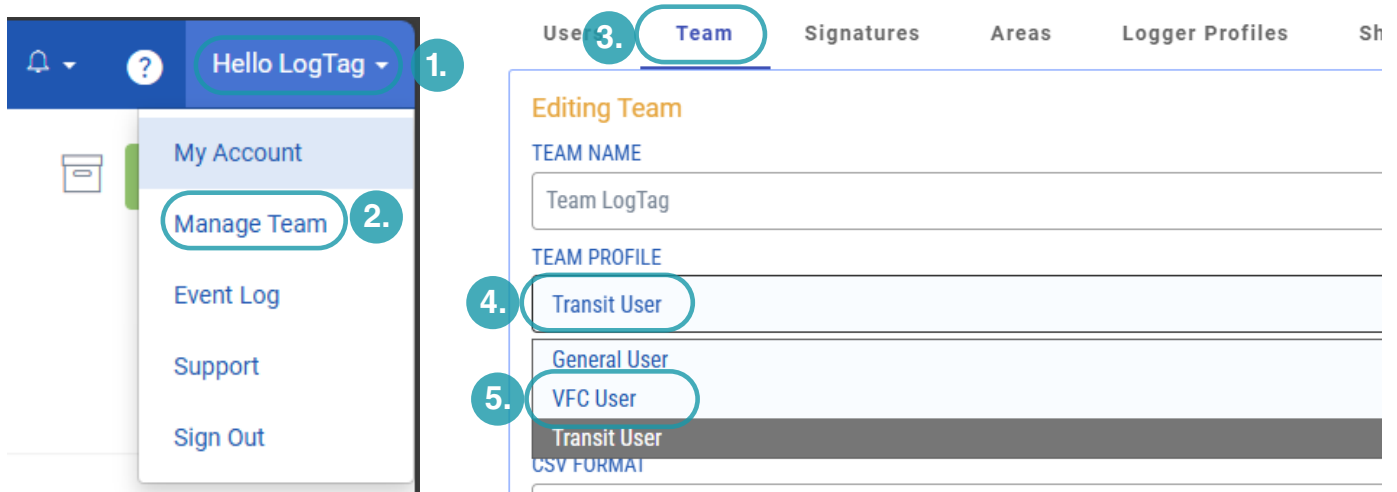 ?
Hello LogTag
1.
My Account
Manage Team
2.
Event Log
Support
Sign Out
Users
3.
Team
Signatures
Areas
Logger Profiles
Sh
Editing Team
TEAM NAME
Team LogTag
TEAM PROFILE
4.
Transit User
General User
5.
VFC User
Transit User
CSV FORMAT